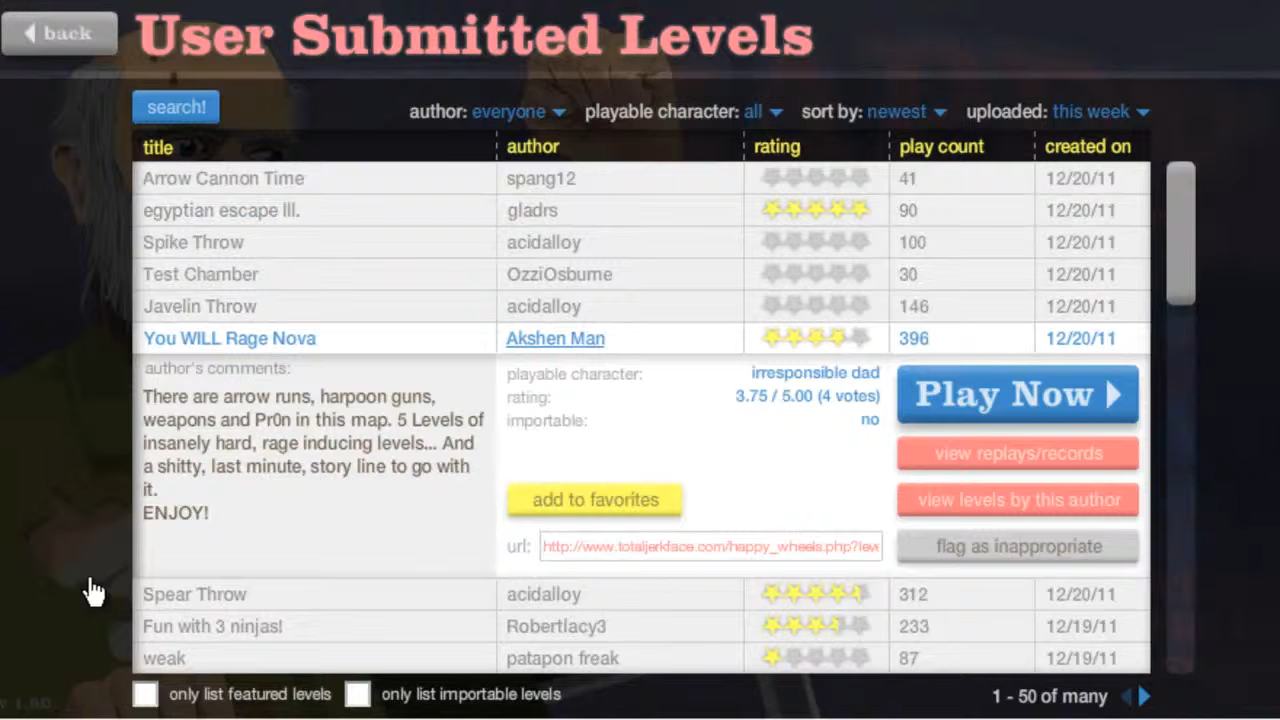 back
User Submitted Levels
search!
author: everyone playable character: all sort by: newest uploaded: this week
title author rating play count created on
Arrow Cannon Time spang12 41 12/20/11
egyptian escape lll. gladrs 90 12/20/11
Spike Throw acidalloy 100 12/20/11
Test Chamber OzziOsbume 30 12/20/11
Javelin Throw acidalloy 146 12/20/11
You WILL Rage Nova Akshen Man 396 12/20/11
author's comments:
There are arrow runs, harpoon guns,
weapons and Pr0n in this map. 5 Levels of
insanely hard, rage inducing levels... And
a shitty, last minute, story line to go with
it.
ENJOY!
playable character: irresponsible dad
rating: 3.75 / 5.00 (4 votes)
importable: no
add to favorites
url: http://www.totaljerkface.com/happy_wheels.php?leve
Play Now
view replays/records
view levels by this author
flag as inappropriate
Spear Throw acidalloy 312 12/20/11
Fun with 3 ninjas! Robertlacy3 233 12/19/11
weak patapon freak 87 12/19/11
only list featured levels only list importable levels 1 - 50 of many